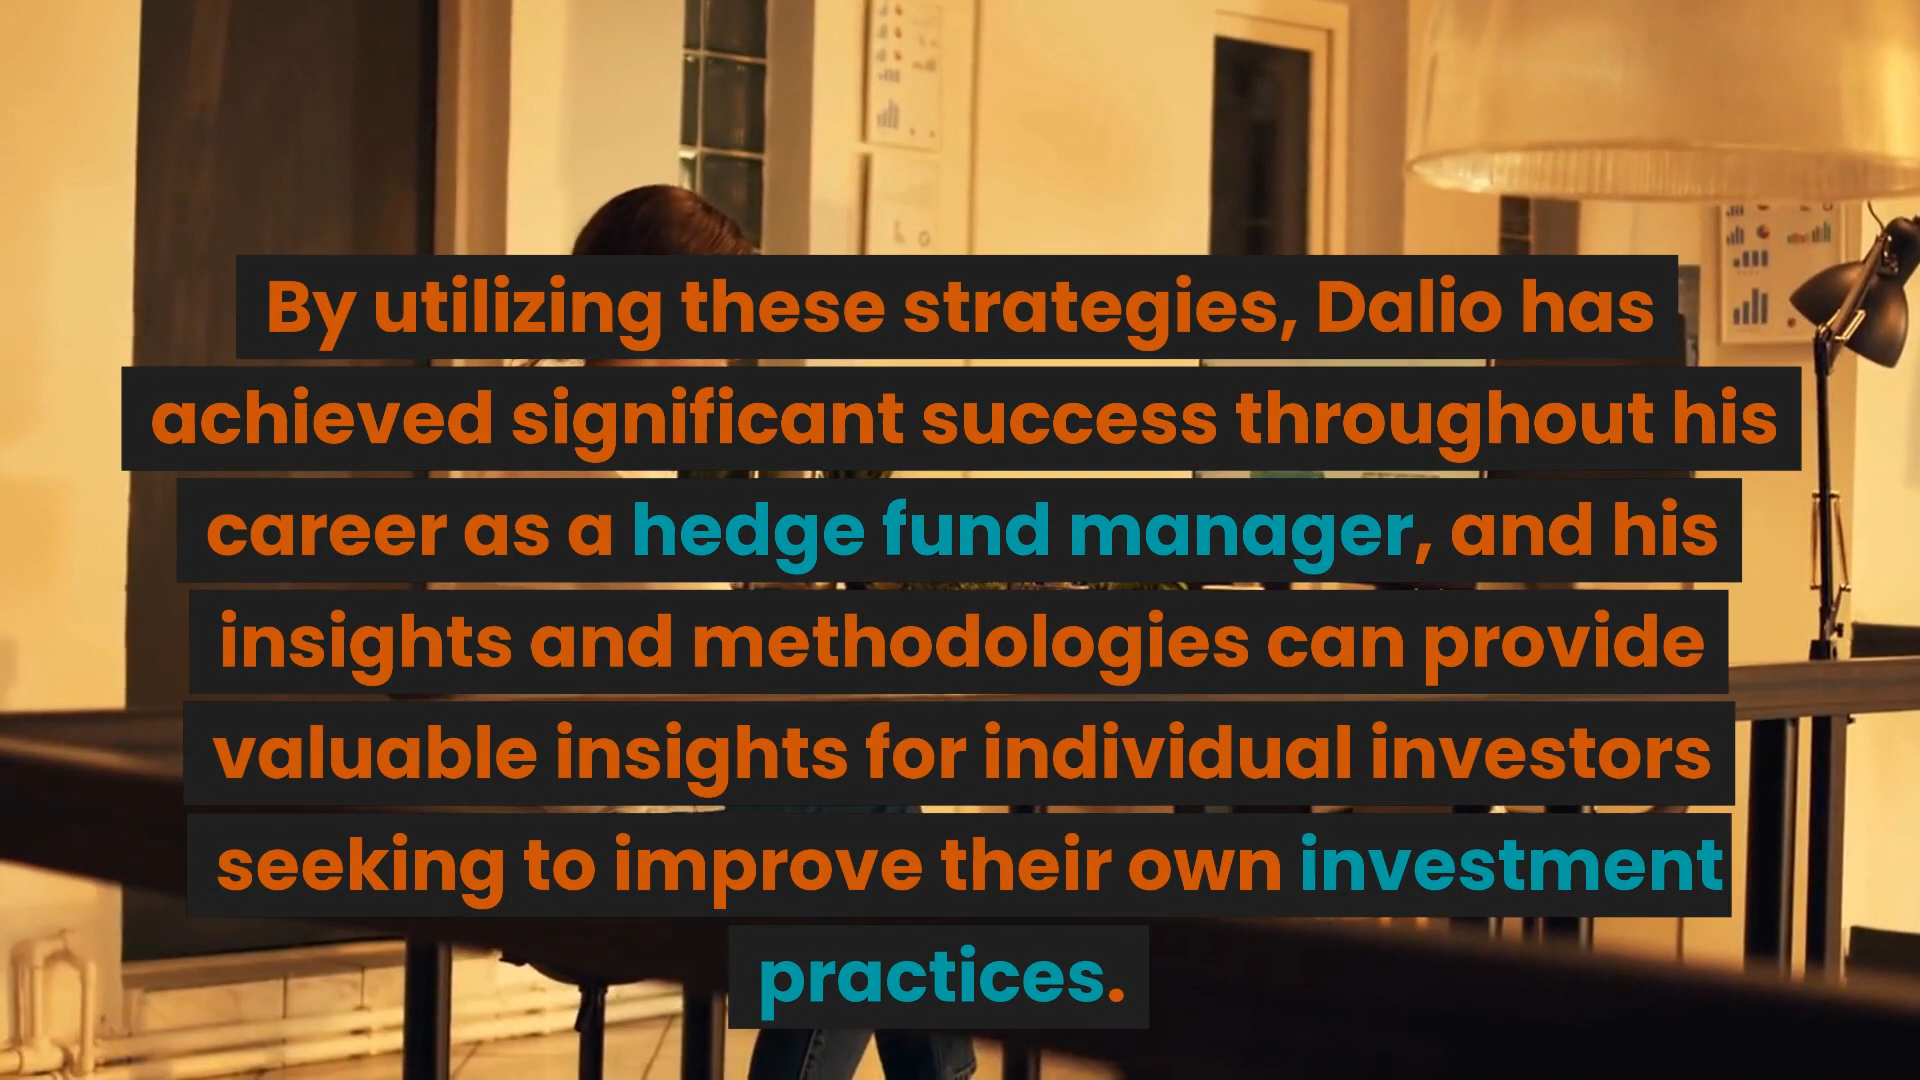 By utilizing these strategies, Dalio has
achieved significant success throughout his
career as a hedge fund manager, and his
insights and methodologies can provide
valuable insights for individual investors
seeking to improve their own investment
practices.